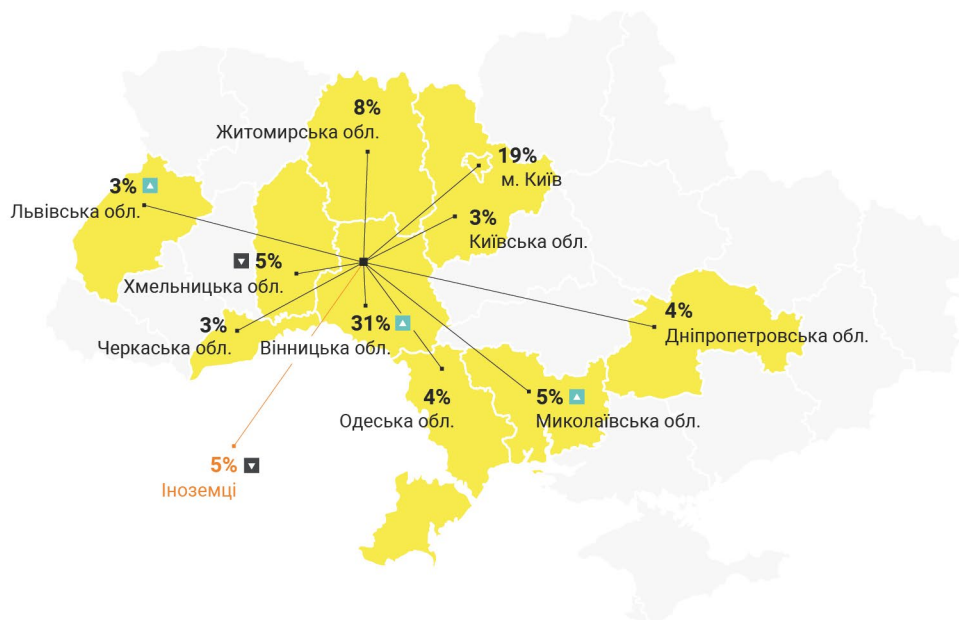 8%
Житомирська обл.
19%
м. Київ
3%
Львівська обл.
3%
Київська обл.
5%
Хмельницька обл.
3%
Черкаська обл.
31%
Вінницька обл.
4%
Дніпропетровська обл.
4%
Одеська обл.
5%
Миколаївська обл.
5%
Іноземці